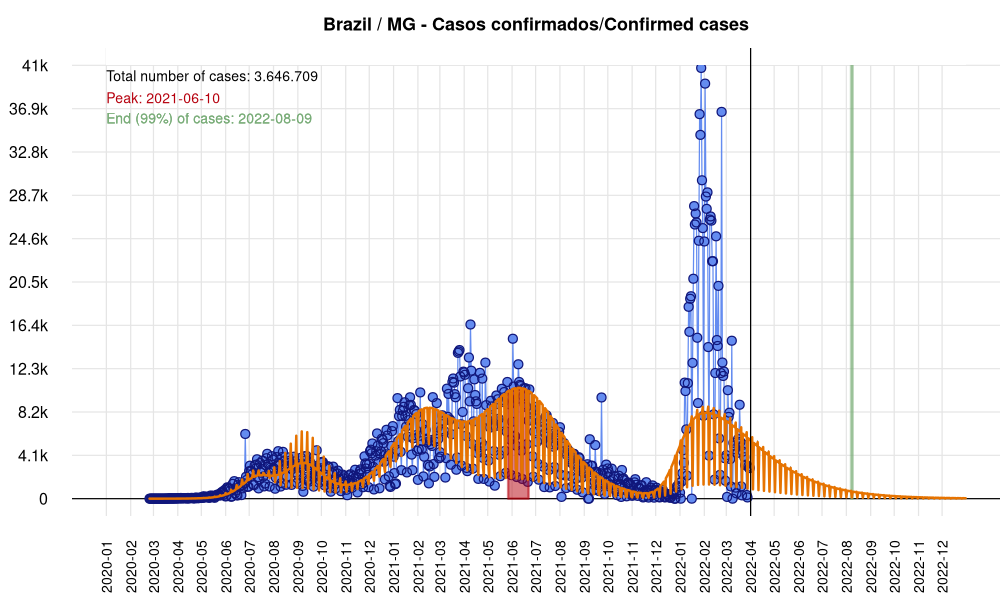 Brazil / MG - Casos confirmados/Confirmed cases
41k
Total number of cases: 3.646.709
Peak: 2021-06-10
36.9k
End (99%) of cases: 2022-08-09
32.8k
28.7k
24.6k
20.5k
16.4k
12.3k
8.2k
4.1k
0
2020-01
2020-02
2020-03
2020-04
2020-05
2020-06
2020-07
2020-08
2020-09
2020-10
2020-11
2020-12
2021-01
2021-02
2021-03
2021-04
2021-05
2021-06
2021-07
2021-08
2021-09
2021-10
2021-11
2021-12
2022-01
2022-02
2022-03
2022-04
2022-05
2022-06
2022-07
2022-08
2022-09
2022-10
2022-11
2022-12